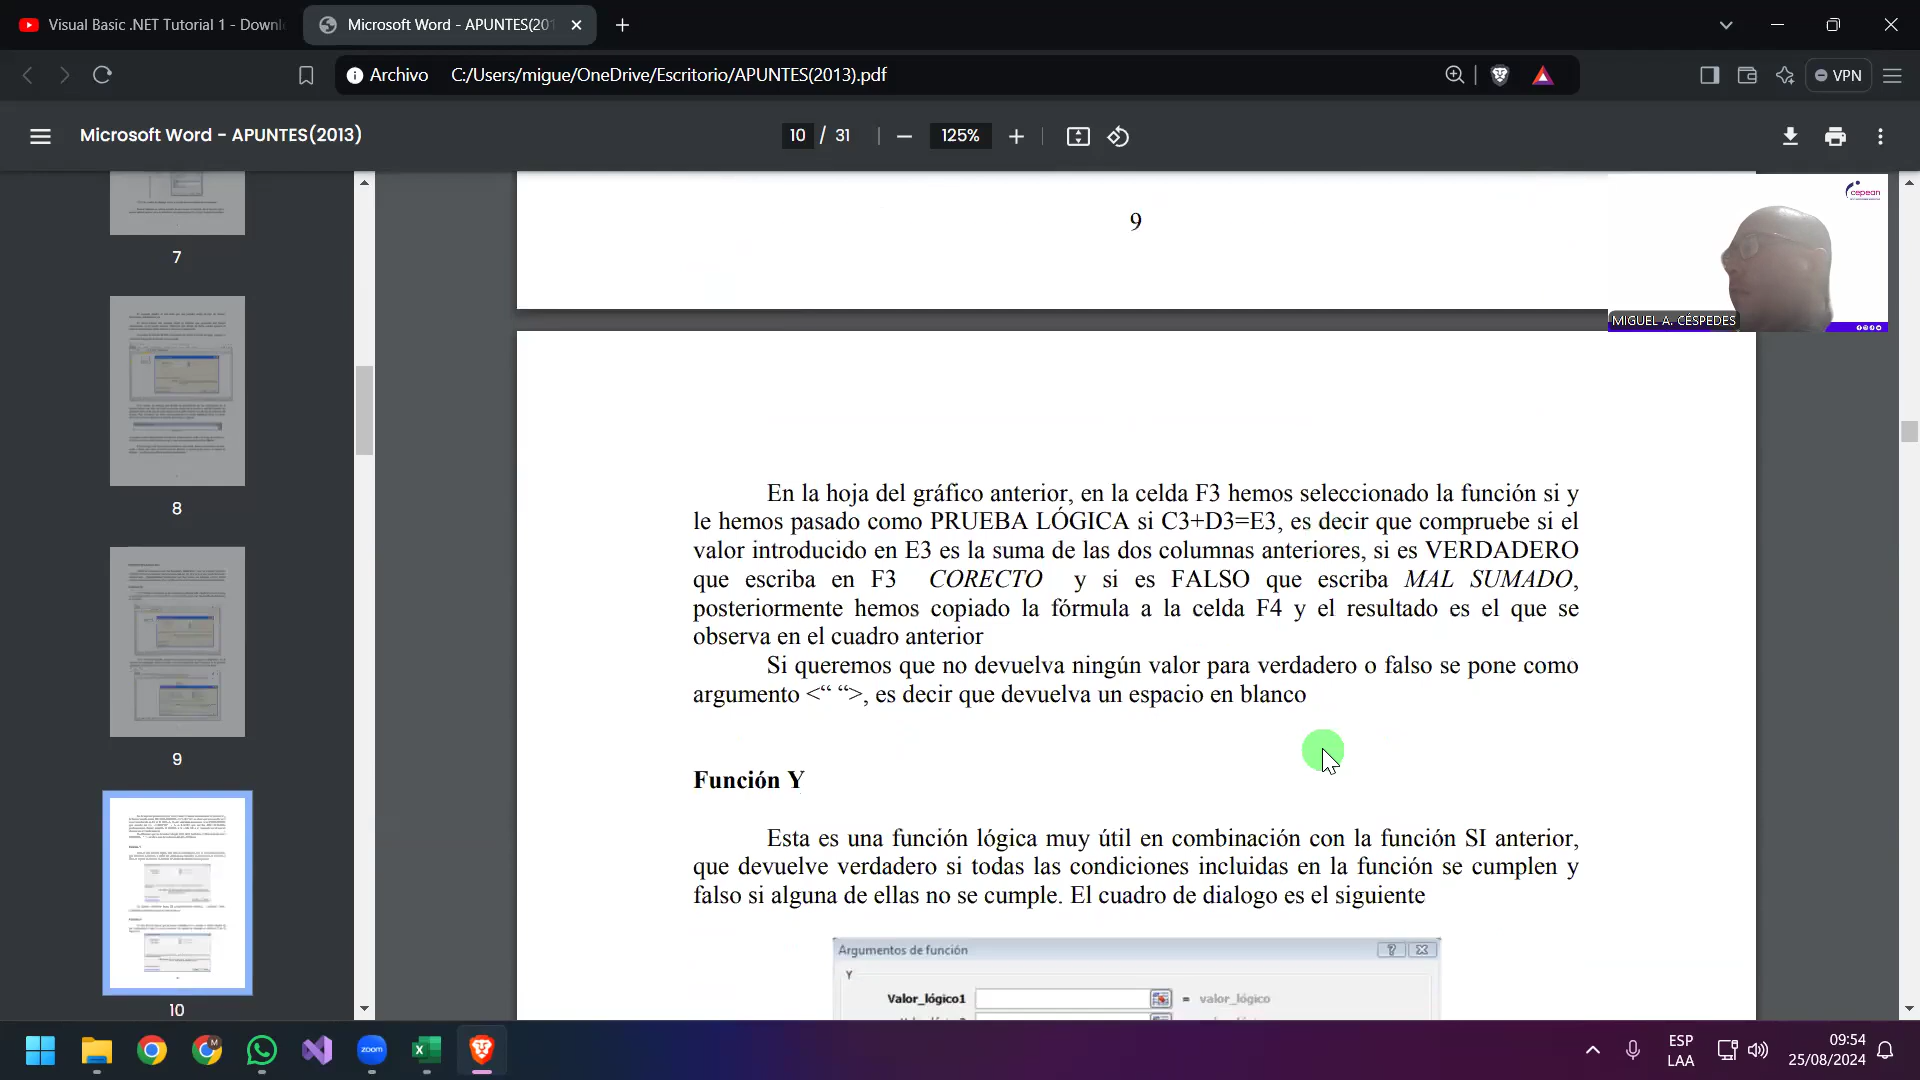 Visual Basic .NET Tutorial 1 - Downl
Microsoft Word - APUNTES(201
Archivo
C:/Users/migue/OneDrive/Escritorio/APUNTES(2013).pdf
VPN
Microsoft Word - APUNTES(2013)
10 / 31
125%
7
8
9
10
9
cepean
MIGUEL A. CÉSPEDES
En la hoja del gráfico anterior, en la celda F3 hemos seleccionado la función si y
le hemos pasado como PRUEBA LÓGICA si C3+D3=E3, es decir que compruebe si el
valor introducido en E3 es la suma de las dos columnas anteriores, si es VERDADERO
que escriba en F3 CORECTO y si es FALSO que escriba MAL SUMADO,
posteriormente hemos copiado la fórmula a la celda F4 y el resultado es el que se
observa en el cuadro anterior
Si queremos que no devuelva ningún valor para verdadero o falso se pone como
argumento <“ “>, es decir que devuelva un espacio en blanco
Función Y
Esta es una función lógica muy útil en combinación con la función SI anterior,
que devuelve verdadero si todas las condiciones incluidas en la función se cumplen y
falso si alguna de ellas no se cumple. El cuadro de dialogo es el siguiente
Argumentos de función
Y
Valor_lógico1
= valor_lógico
zoom
ESP
LAA
09:54
25/08/2024